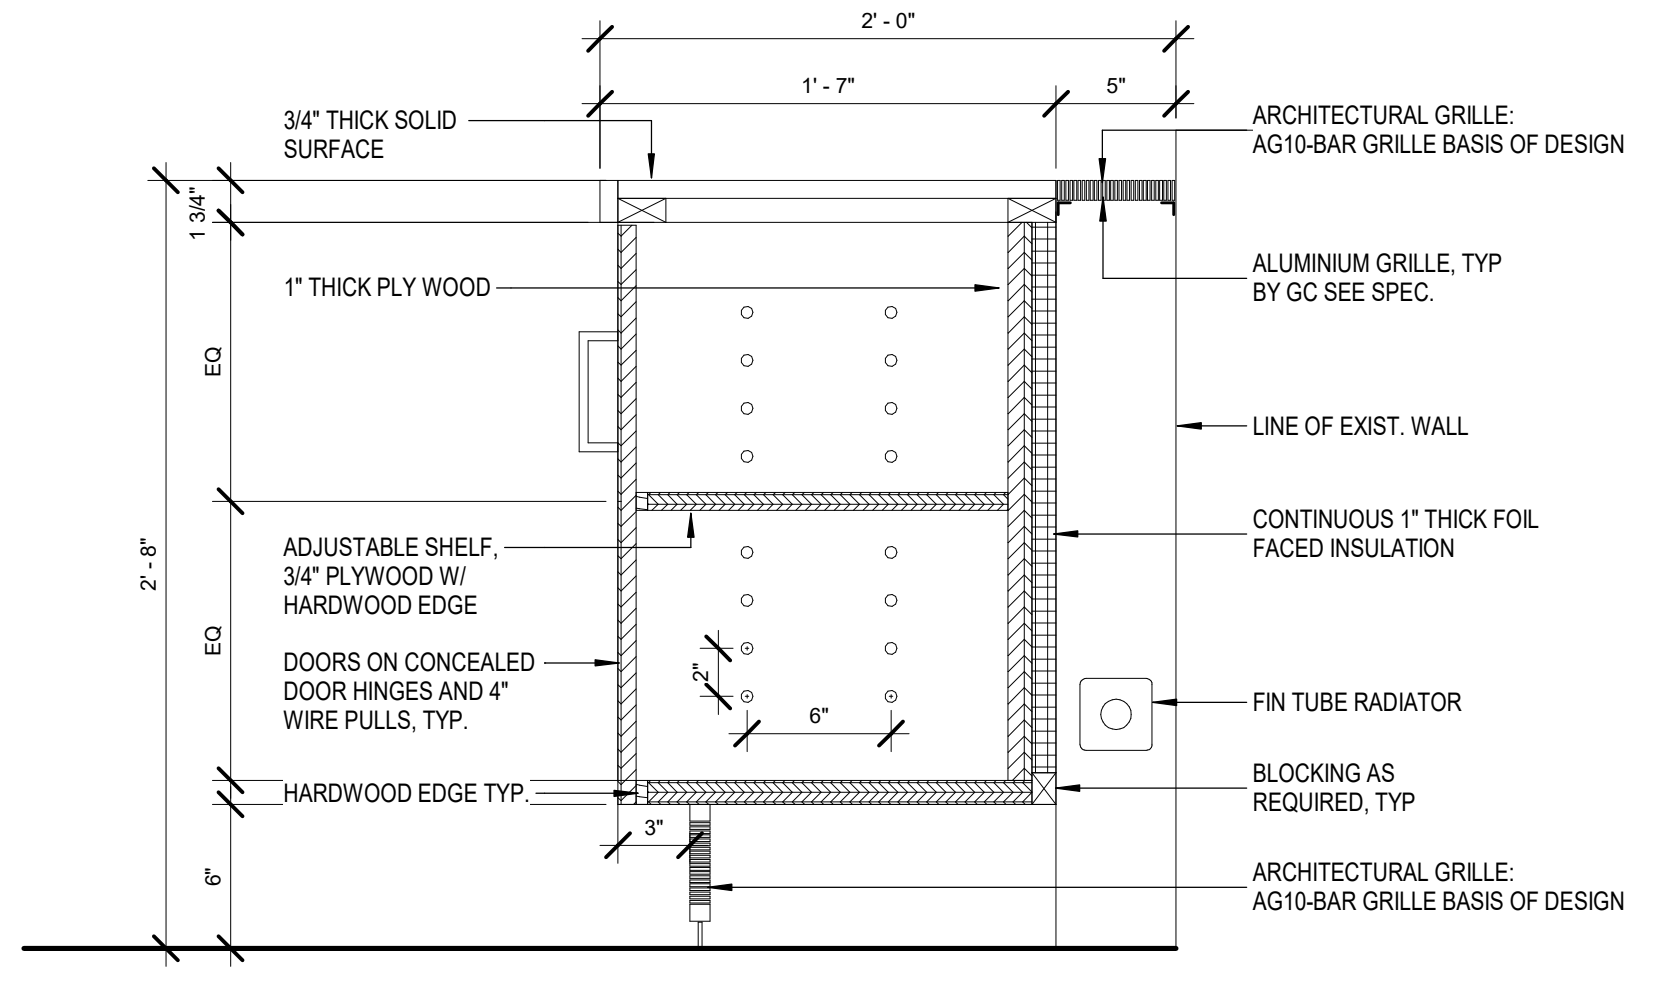 2' - 0"
1' - 7"
5"
3/4" THICK SOLID
SURFACE
ARCHITECTURAL GRILLE:
AG10-BAR GRILLE BASIS OF DESIGN
1 3/4"
1" THICK PLY WOOD
ALUMINIUM GRILLE, TYP
BY GC SEE SPEC.
EQ
LINE OF EXIST. WALL
2' - 8"
ADJUSTABLE SHELF,
3/4" PLYWOOD W/
HARDWOOD EDGE
CONTINUOUS 1" THICK FOIL
FACED INSULATION
EQ
DOORS ON CONCEALED
DOOR HINGES AND 4"
WIRE PULLS, TYP.
2"
6"
FIN TUBE RADIATOR
HARDWOOD EDGE TYP.
BLOCKING AS
REQUIRED, TYP
3"
6"
ARCHITECTURAL GRILLE:
AG10-BAR GRILLE BASIS OF DESIGN